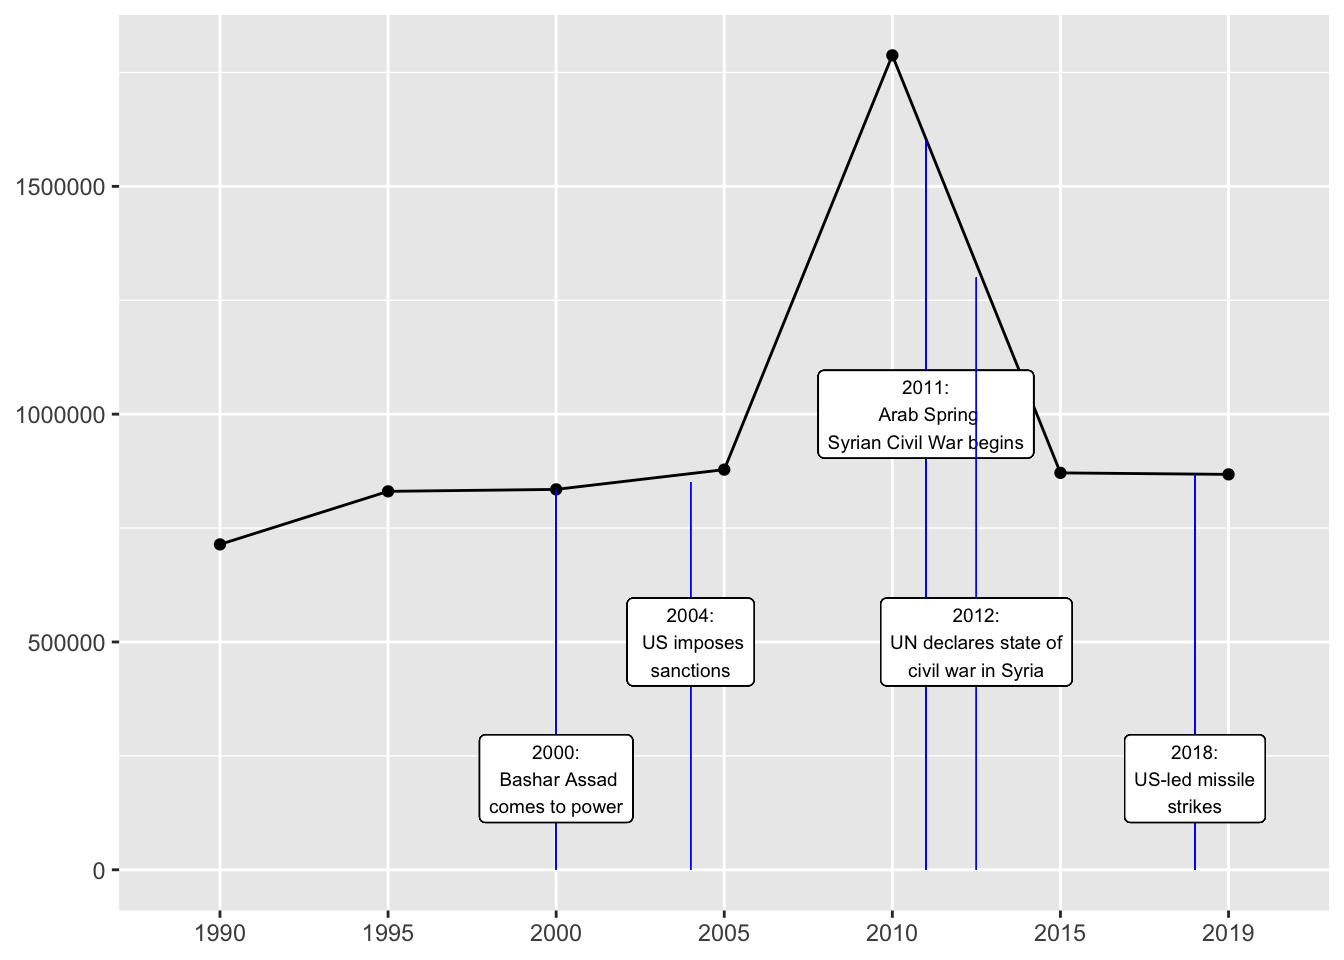 1500000
1000000
500000
0
2011:
Arab Spring
Syrian Civil War begins
2004:
US imposes
sanctions
2012:
UN declares state of
civil war in Syria
2000:
Bashar Assad
comes to power
2018:
US-led missile
strikes
1990 1995 2000 2005 2010 2015 2019